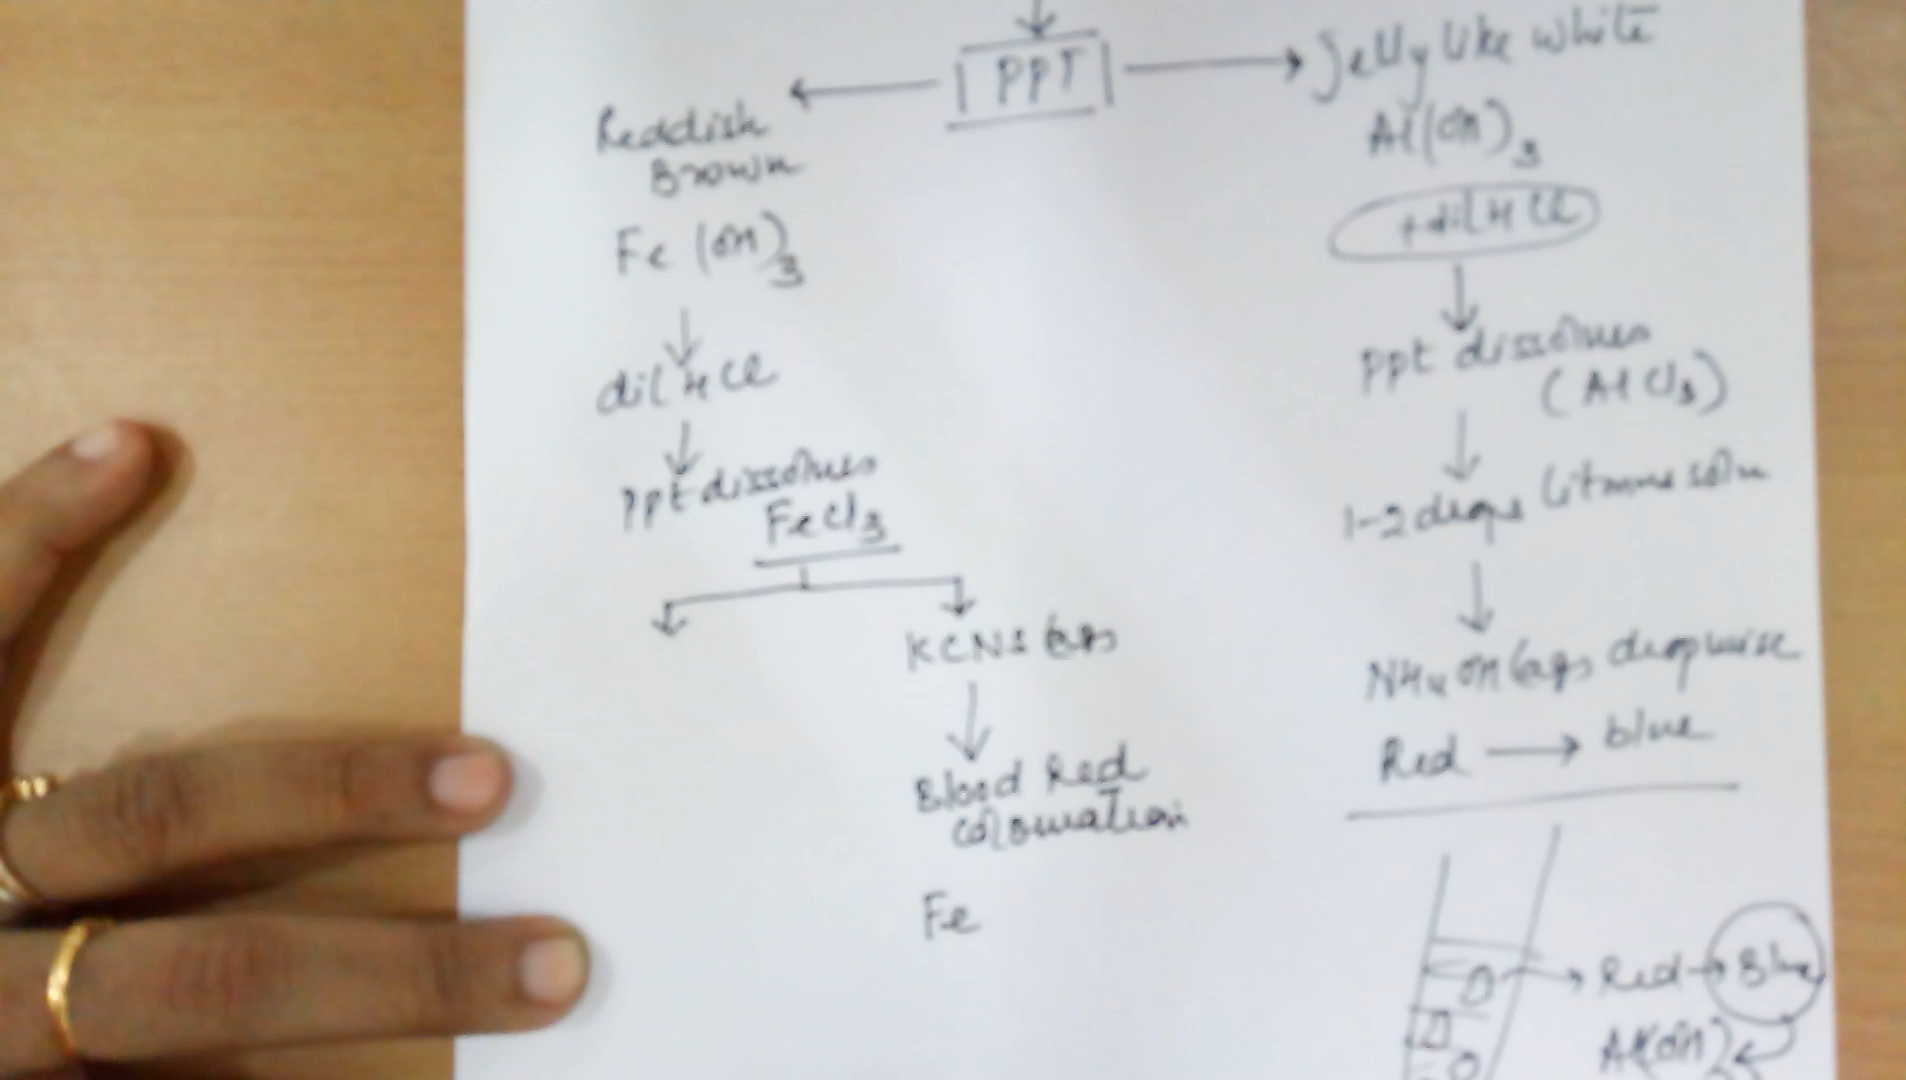 PPT
Reddish
Brown
Fe (OH)3
dil HCl
ppt dissolves
FeCl3
KCNS (aq)
Blood Red
colouration
Fe
Jelly like white
Al(OH)3
+dil HCl
ppt dissolves
(AlCl3)
1-2 drops litmus soln
NH4OH(aq) dropwise
Red → blue
Red → Blue
Al(OH)3